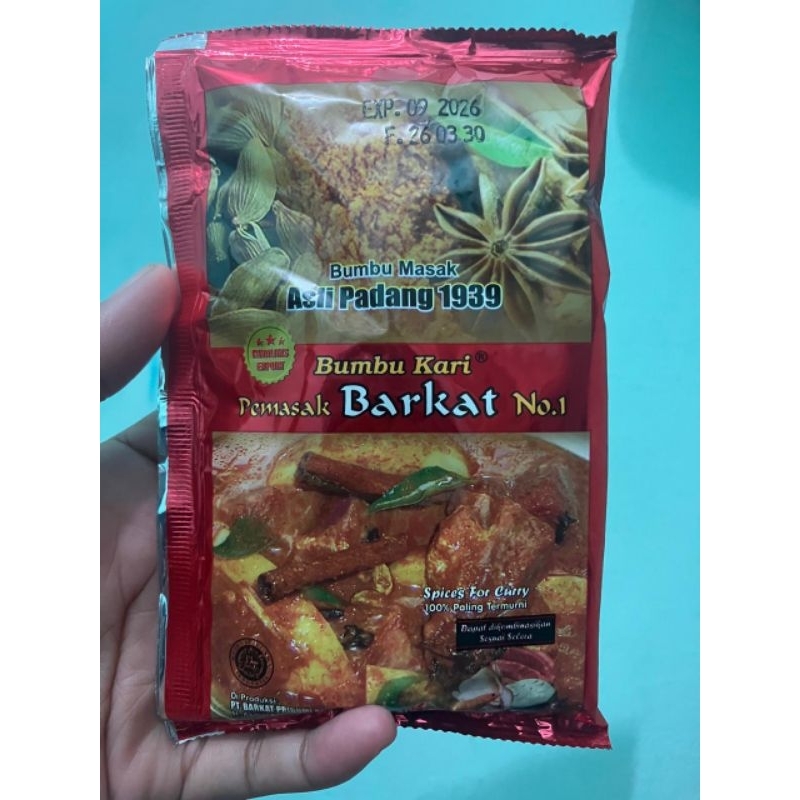 EXP. 09 2026
F. 26 03 30
Bumbu Masak
Asli Padang 1939
Bumbu Kari®
Pemasak Barkat No.1
Spices For Curry
100% Paling Termurni
Dapat dikombinasikan
Sesuai Selera
Di Produksi
PT. BARKAT